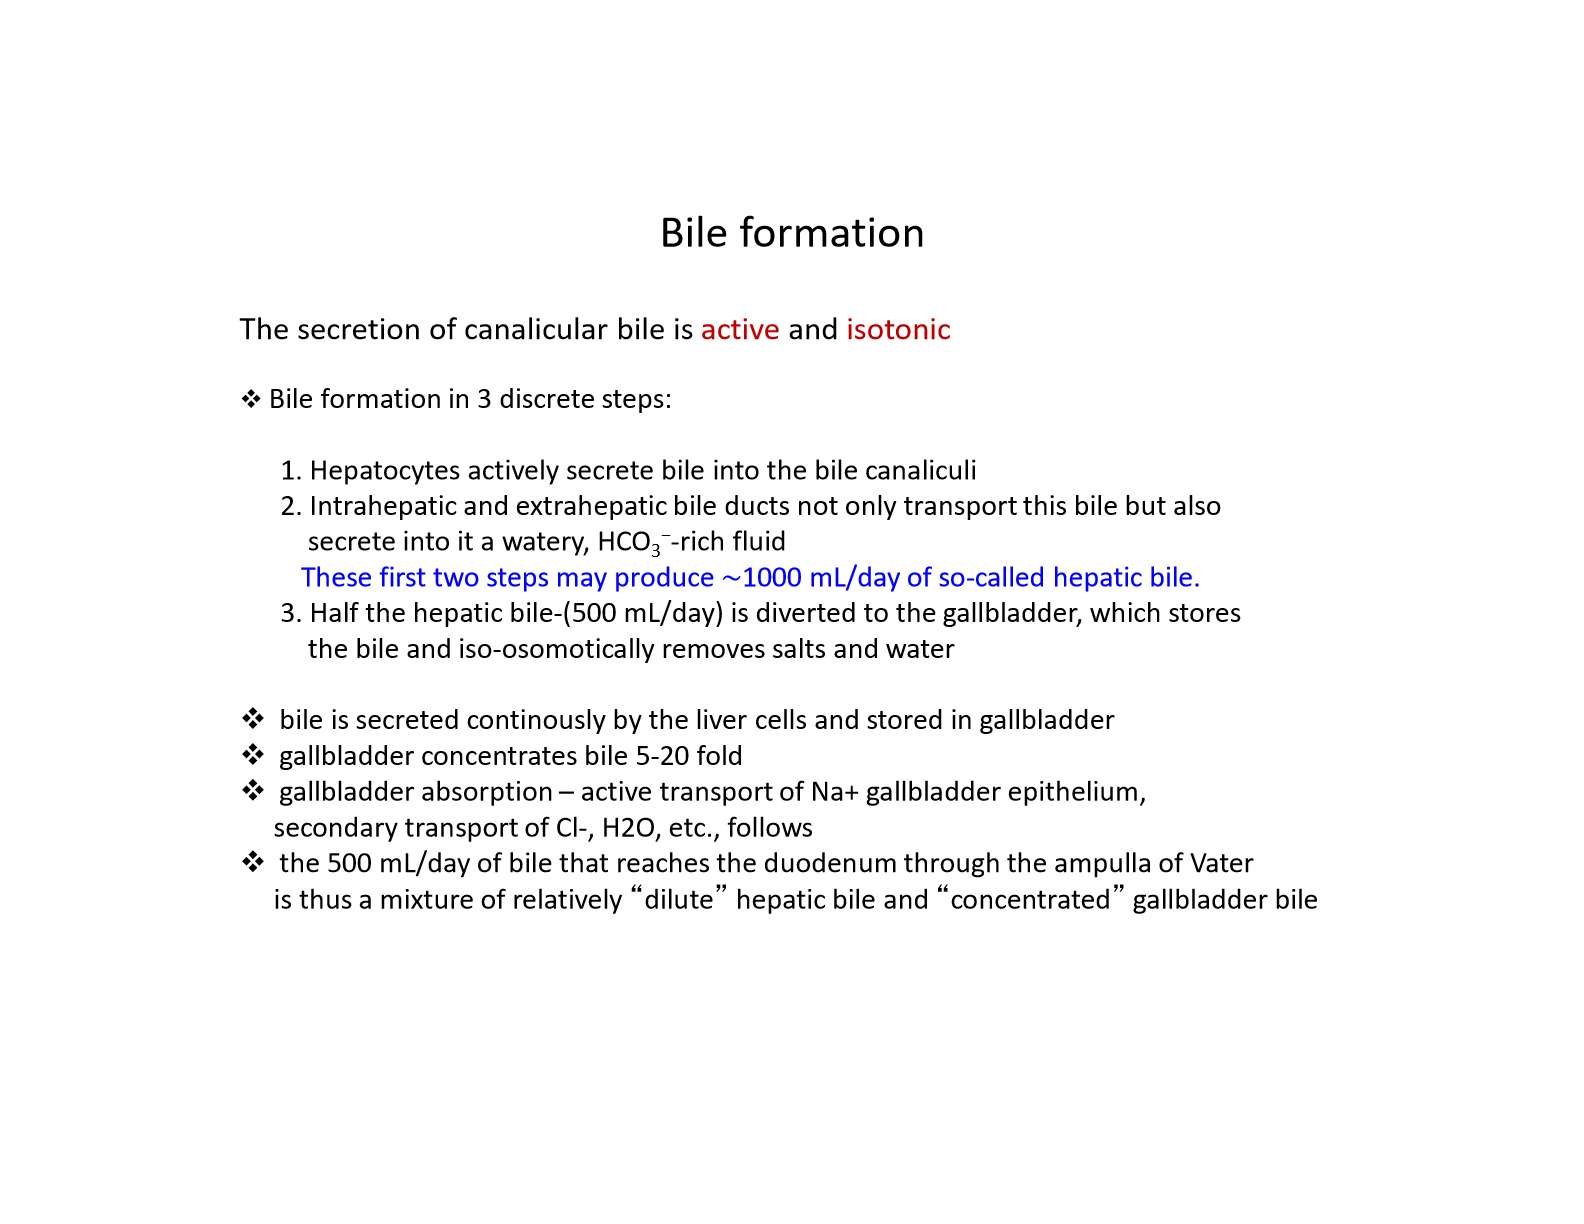 Bile formation
The secretion of canalicular bile is active and isotonic
❖ Bile formation in 3 discrete steps:
1. Hepatocytes actively secrete bile into the bile canaliculi
2. Intrahepatic and extrahepatic bile ducts not only transport this bile but also
secrete into it a watery, HCO₃⁻-rich fluid
These first two steps may produce ~1000 mL/day of so-called hepatic bile.
3. Half the hepatic bile-(500 mL/day) is diverted to the gallbladder, which stores
the bile and iso-osomotically removes salts and water
❖ bile is secreted continously by the liver cells and stored in gallbladder
❖ gallbladder concentrates bile 5-20 fold
❖ gallbladder absorption – active transport of Na+ gallbladder epithelium,
secondary transport of Cl-, H2O, etc., follows
❖ the 500 mL/day of bile that reaches the duodenum through the ampulla of Vater
is thus a mixture of relatively “dilute” hepatic bile and “concentrated” gallbladder bile